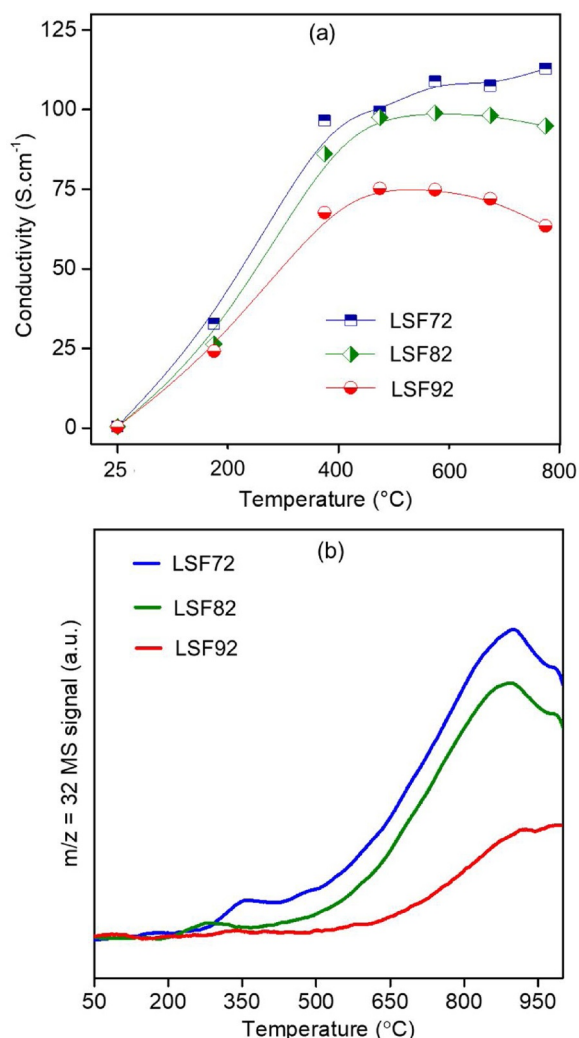 (a)
125
100
75
50
25
0
Conductivity (S.cm⁻¹)
LSF72
LSF82
LSF92
25 200 400 600 800
Temperature (°C)
(b)
LSF72
LSF82
LSF92
m/z = 32 MS signal (a.u.)
50 200 350 500 650 800 950
Temperature (°C)